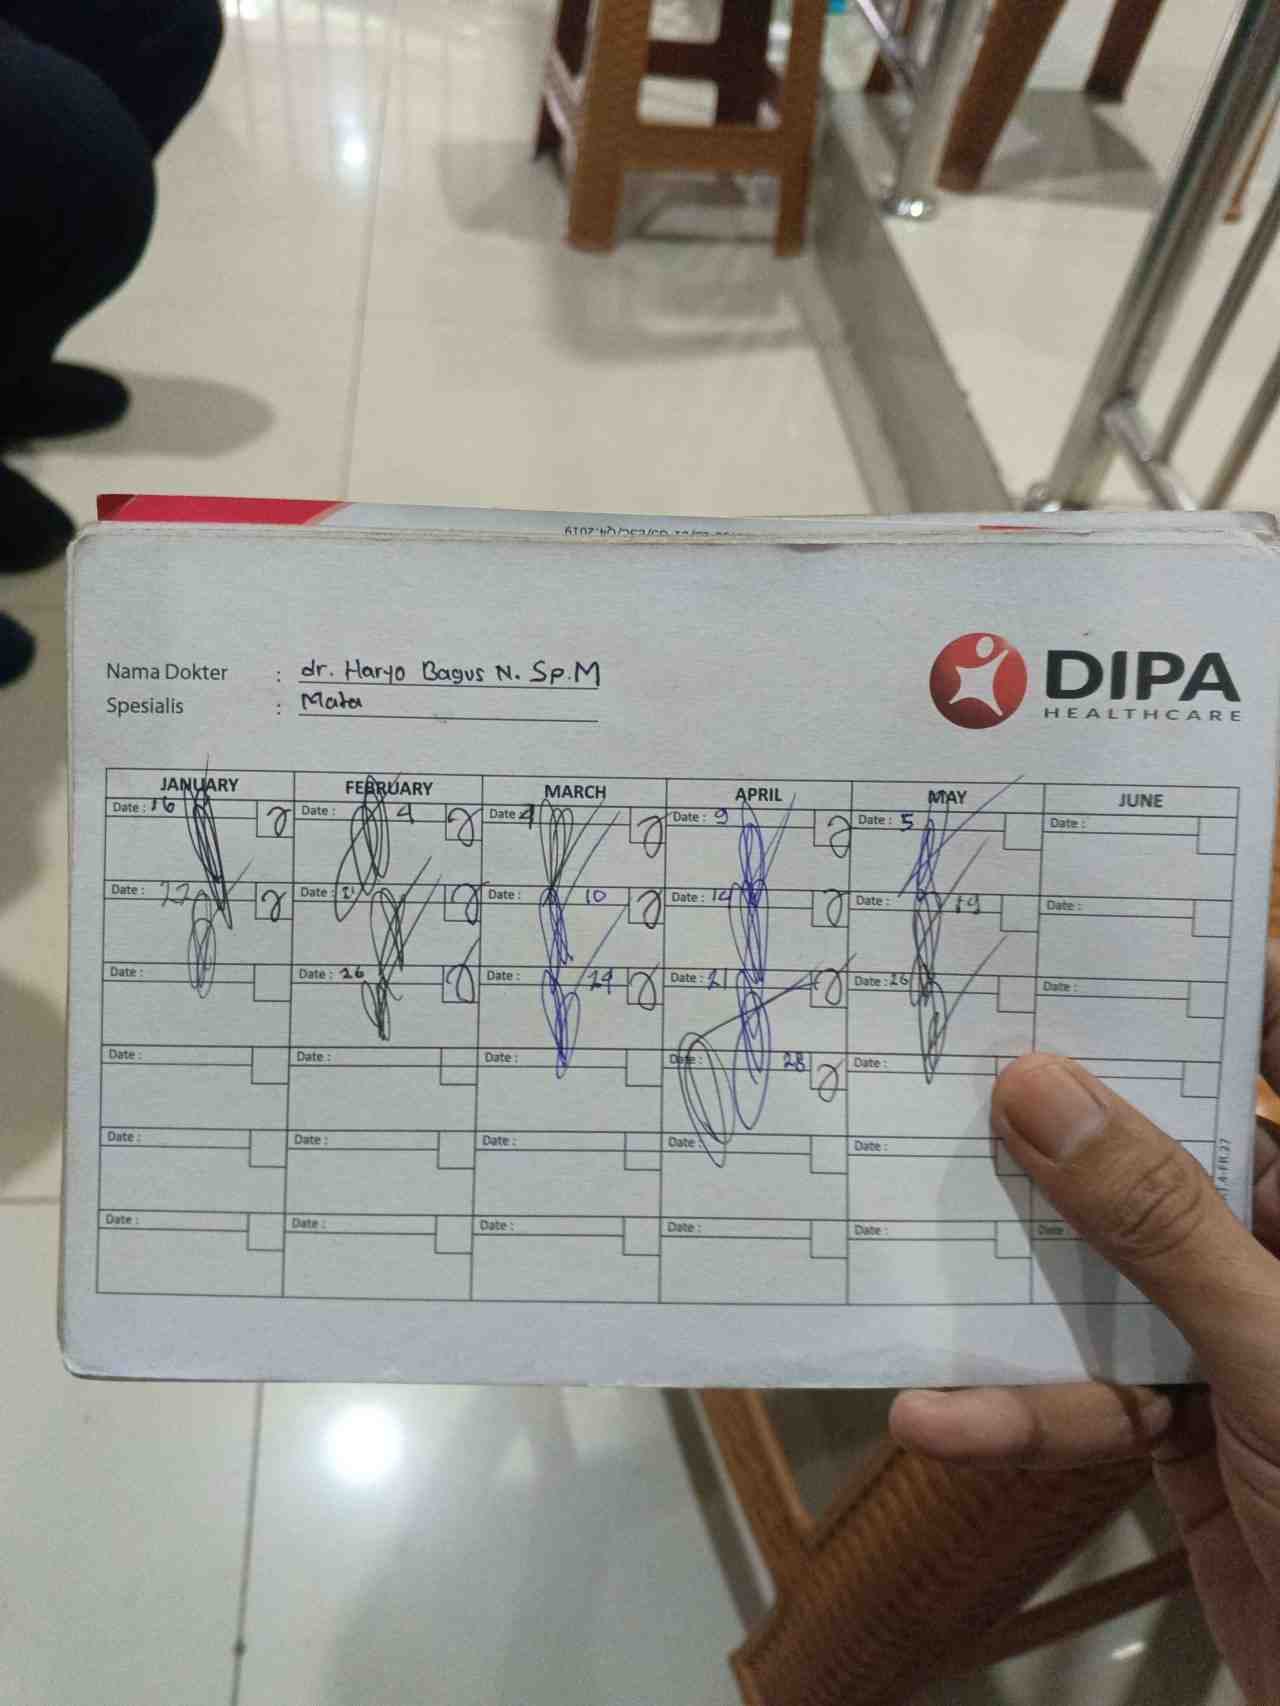 Nama Dokter : dr. Haryo Bagus N. Sp.M
Spesialis : Mata
DIPA
HEALTHCARE
JANUARY FEBRUARY MARCH APRIL MAY JUNE
Date : 16 Date : 4 Date : 4 Date : 9 Date : 5 Date :
Date : 22 Date : Date : 10 Date : 14 Date : 19 Date :
Date : Date : 26 Date : 24 Date : 21 Date : 26 Date :
Date : Date : Date : Date : 28 Date :
Date : Date : Date : Date : Date :
Date : Date : Date : Date : Date : Date :